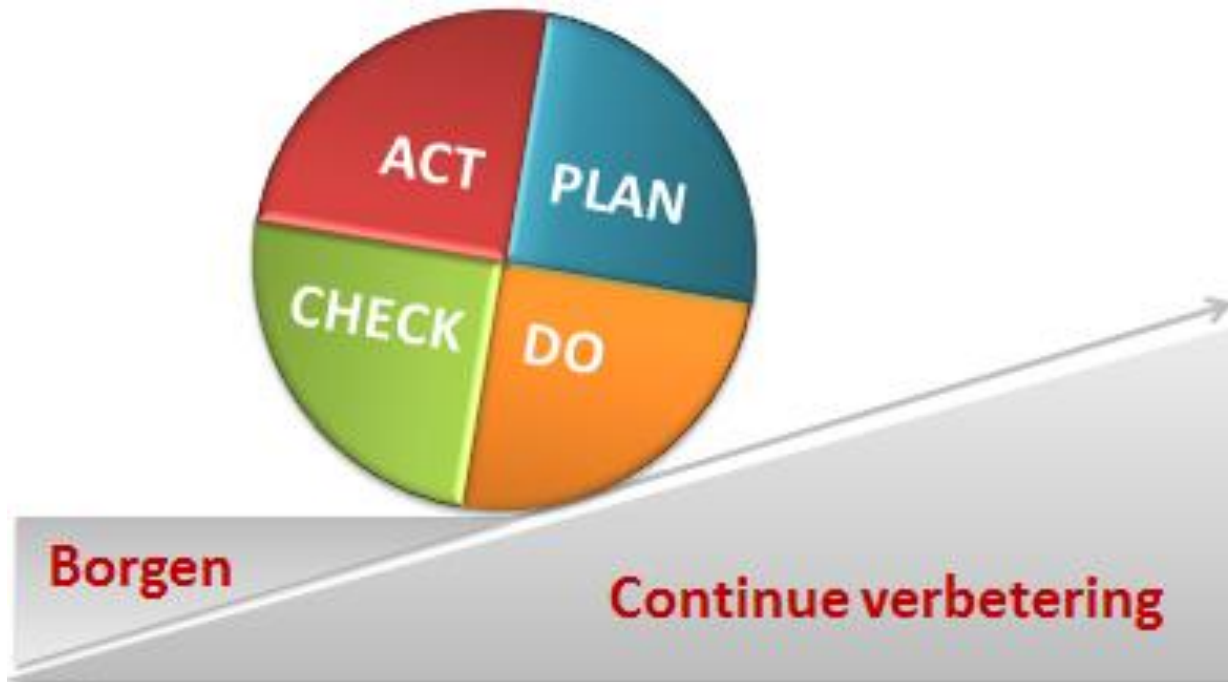 ACT
PLAN
CHECK
DO
Borgen
Continue verbetering